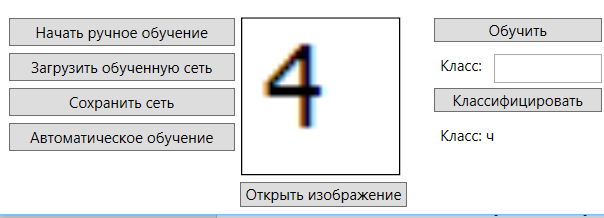 Начать ручное обучение
Загрузить обученную сеть
Сохранить сеть
Автоматическое обучение
4
Открыть изображение
Обучить
Класс:
Классифицировать
Класс: ч